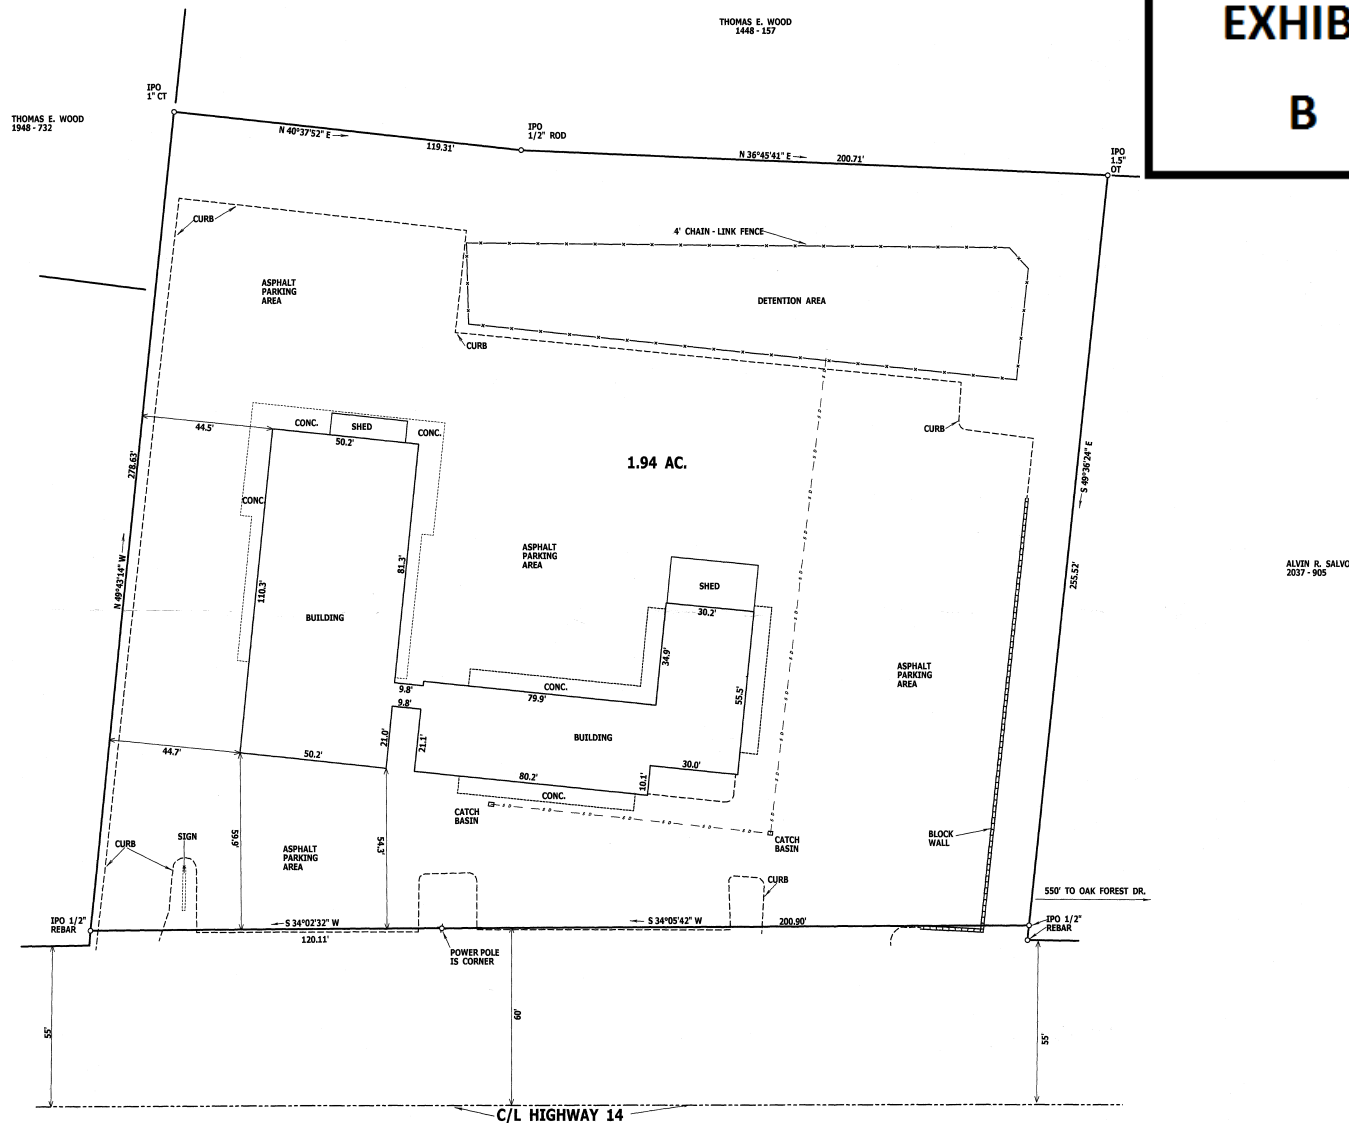 EXHIB
B
THOMAS E. WOOD
1448 - 157
IPO
1" CT
THOMAS E. WOOD
1948 - 732
N 40°37'52" E
119.31'
IPO
1/2" ROD
N 36°45'41" E
200.71'
IPO
1.5"
OT
CURB
4' CHAIN - LINK FENCE
ASPHALT
PARKING
AREA
DETENTION AREA
CURB
CURB
44.5'
CONC.
SHED
CONC.
50.2'
278.63'
1.94 AC.
S 49°36'24" E
CONC.
ASPHALT
PARKING
AREA
81.3'
110.3'
N 49°43'14" W
255.52'
ALVIN R. SALVO
2037 - 905
SHED
30.2'
BUILDING
34.9'
ASPHALT
PARKING
AREA
9.8'
CONC.
79.9'
55.5'
9.8'
21.0'
21.1'
BUILDING
44.7'
50.2'
30.0'
80.2'
10.1'
CONC.
CATCH
BASIN
S D
CATCH
BASIN
SIGN
CURB
59.9'
54.3'
ASPHALT
PARKING
AREA
BLOCK
WALL
CURB
550' TO OAK FOREST DR.
IPO 1/2"
REBAR
S 34°02'32" W
120.11'
S 34°05'42" W
200.90'
IPO 1/2"
REBAR
POWER POLE
IS CORNER
55'
60'
55'
C/L HIGHWAY 14